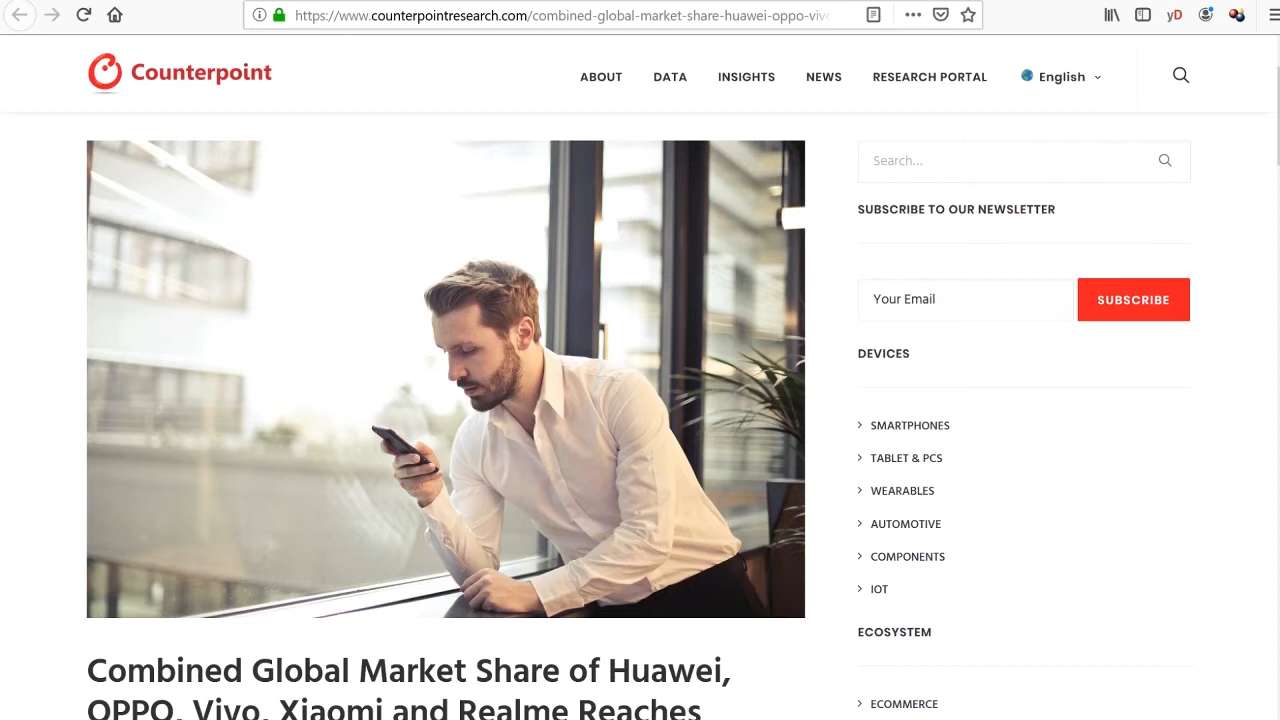 https://www.counterpointresearch.com/combined-global-market-share-huawei-oppo-viv
yD
Counterpoint
ABOUT DATA INSIGHTS NEWS RESEARCH PORTAL English
Search...
SUBSCRIBE TO OUR NEWSLETTER
Your Email SUBSCRIBE
DEVICES
SMARTPHONES
TABLET & PCS
WEARABLES
AUTOMOTIVE
COMPONENTS
IOT
ECOSYSTEM
ECOMMERCE
Combined Global Market Share of Huawei,
OPPO, Vivo, Xiaomi and Realme Reaches